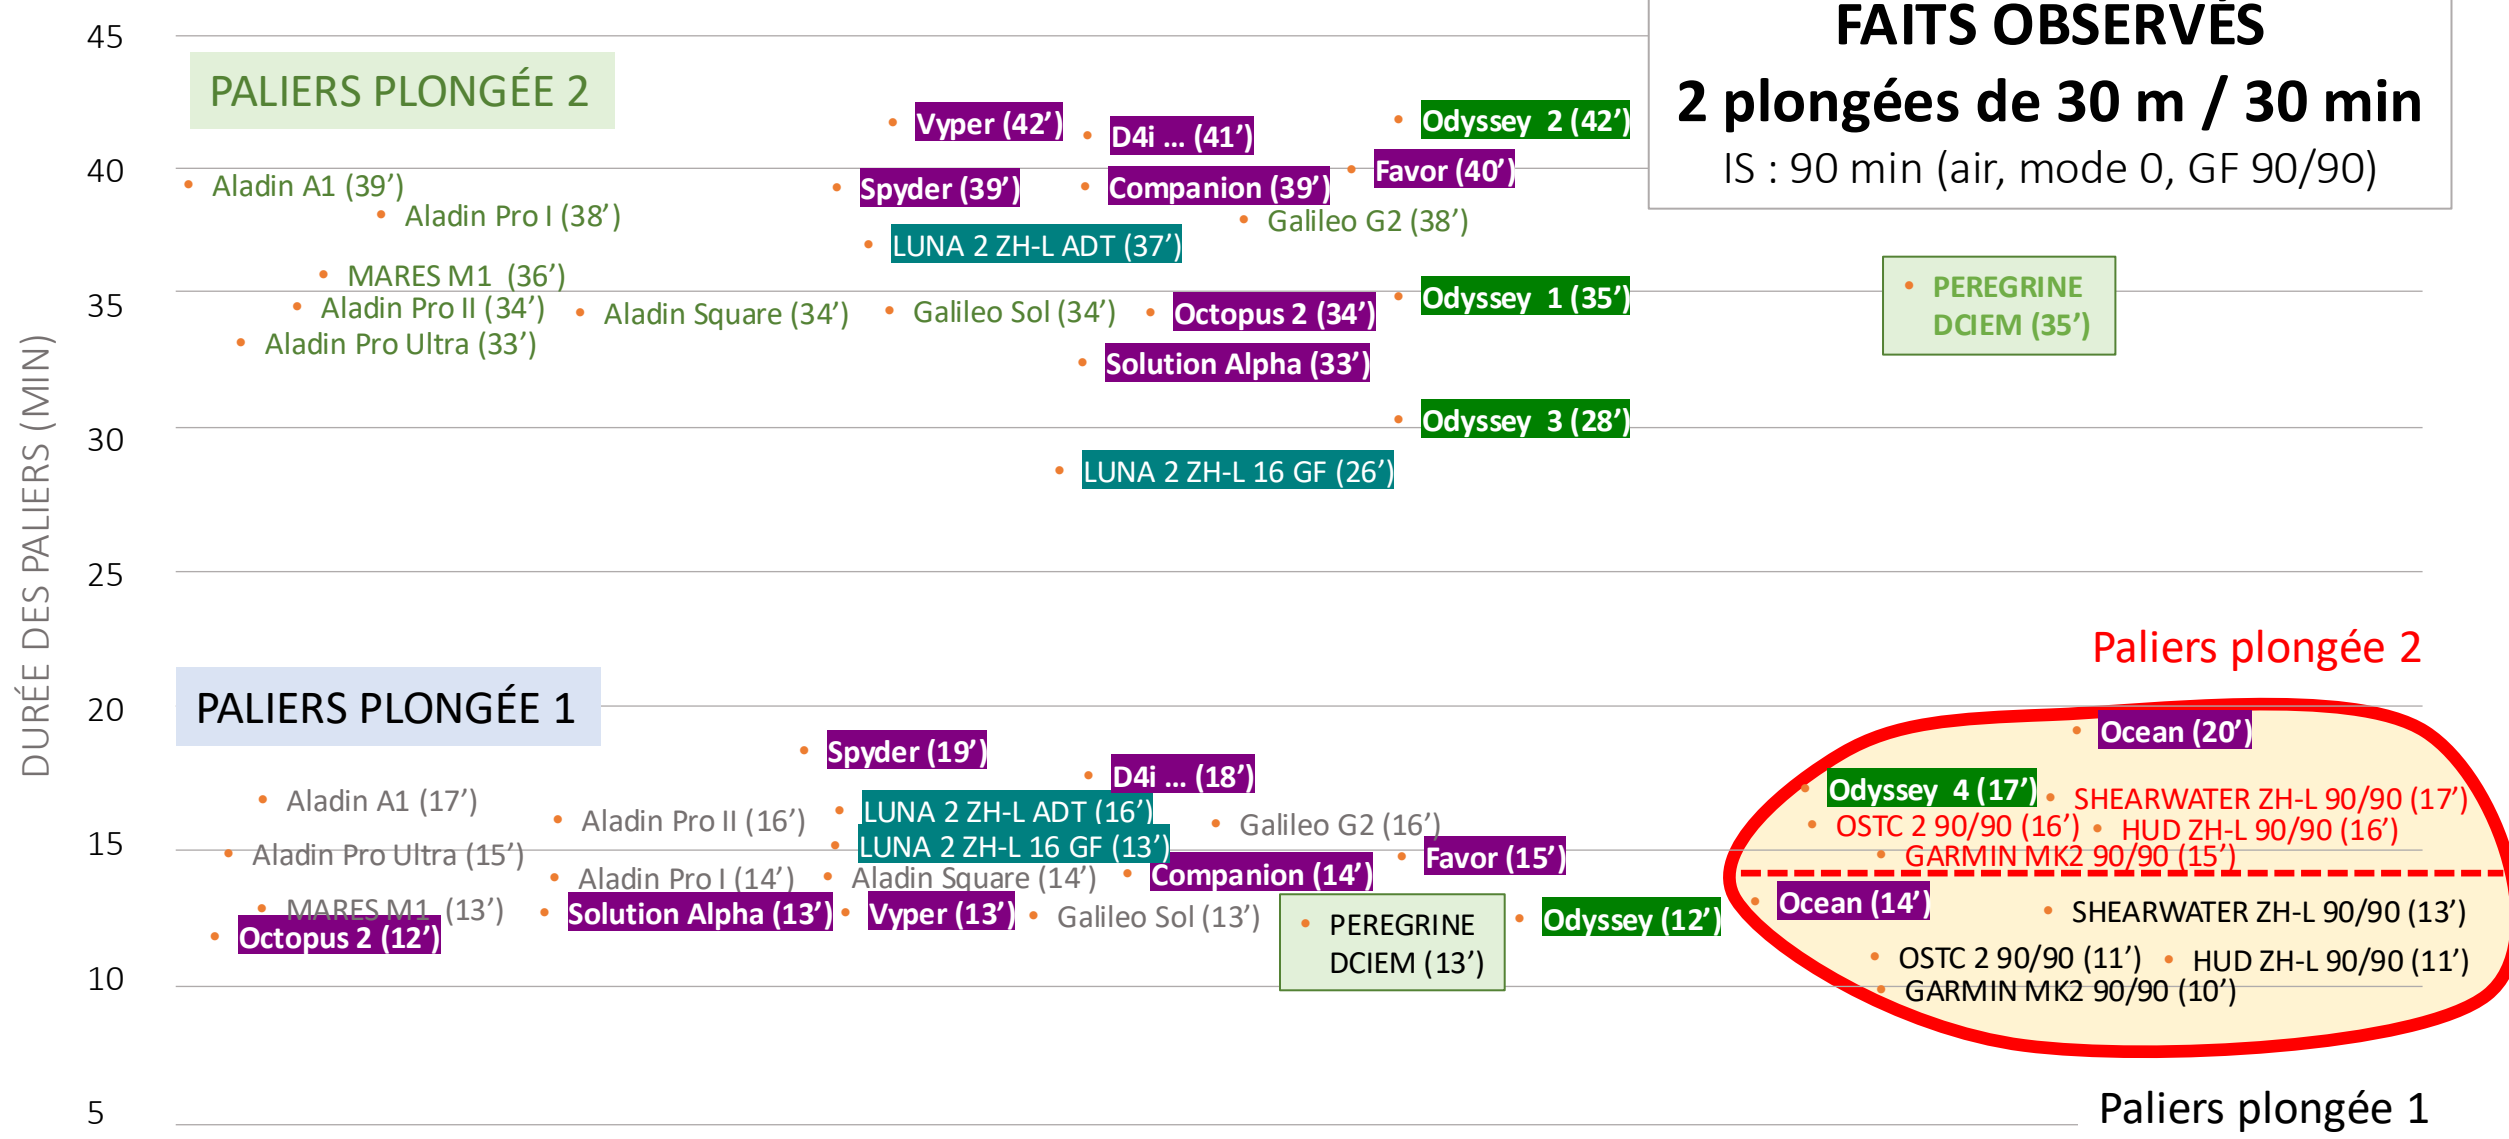 FAITS OBSERVÉS
2 plongées de 30 m / 30 min
IS : 90 min (air, mode 0, GF 90/90)
DURÉE DES PALIERS (MIN)
45
40
35
30
25
20
15
10
5
PALIERS PLONGÉE 2
Vyper (42’)
D4i ... (41’)
Odyssey 2 (42’)
Aladin A1 (39’)
Spyder (39’)
Companion (39’)
Favor (40’)
Aladin Pro I (38’)
Galileo G2 (38’)
LUNA 2 ZH-L ADT (37’)
MARES M1 (36’)
Aladin Pro II (34’)
Aladin Square (34’)
Galileo Sol (34’)
Octopus 2 (34’)
Odyssey 1 (35’)
PEREGRINE
DCIEM (35’)
Aladin Pro Ultra (33’)
Solution Alpha (33’)
Odyssey 3 (28’)
LUNA 2 ZH-L 16 GF (26’)
Paliers plongée 2
PALIERS PLONGÉE 1
Spyder (19’)
D4i ... (18’)
Aladin A1 (17’)
Aladin Pro II (16’)
LUNA 2 ZH-L ADT (16’)
Galileo G2 (16’)
LUNA 2 ZH-L 16 GF (13’)
Aladin Pro Ultra (15’)
Favor (15’)
Aladin Pro I (14’)
Aladin Square (14’)
Companion (14’)
MARES M1 (13’)
Solution Alpha (13’)
Vyper (13’)
Galileo Sol (13’)
Octopus 2 (12’)
PEREGRINE
DCIEM (13’)
Odyssey (12’)
Ocean (20’)
Odyssey 4 (17’)
SHEARWATER ZH-L 90/90 (17’)
OSTC 2 90/90 (16’)
HUD ZH-L 90/90 (16’)
GARMIN MK2 90/90 (15’)
Ocean (14’)
SHEARWATER ZH-L 90/90 (13’)
OSTC 2 90/90 (11’)
HUD ZH-L 90/90 (11’)
GARMIN MK2 90/90 (10’)
Paliers plongée 1